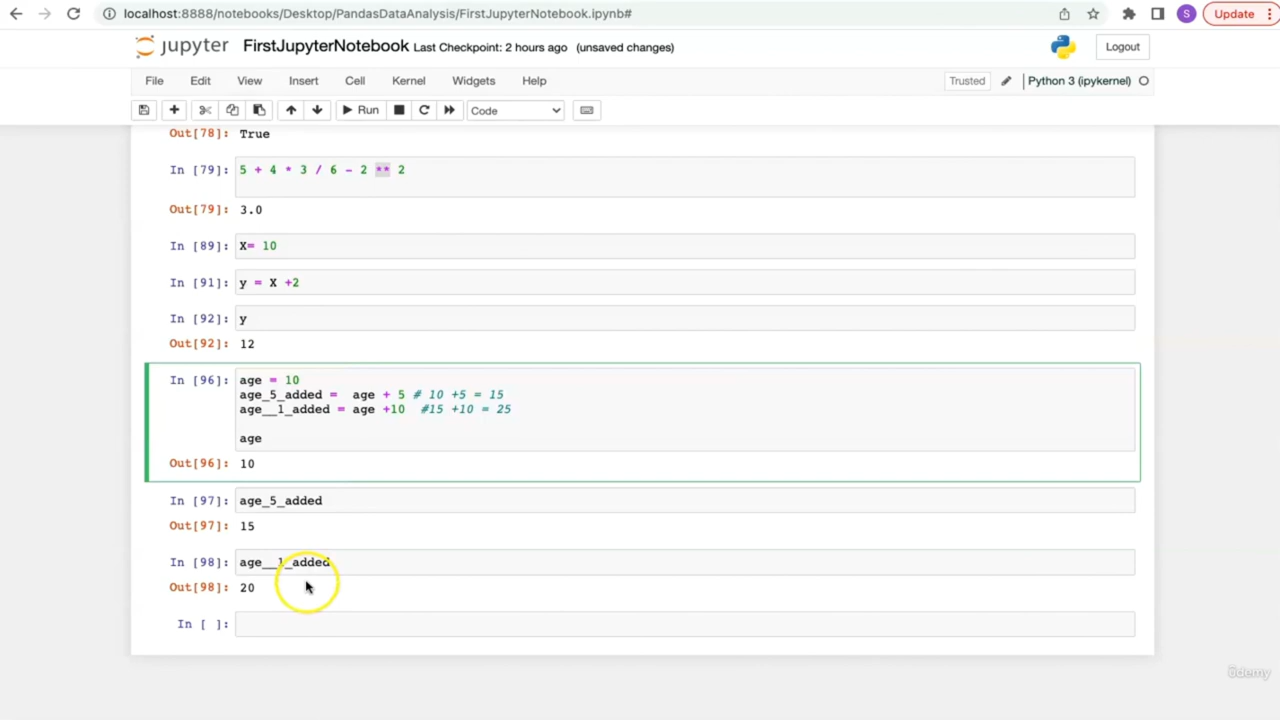 localhost:8888/notebooks/Desktop/PandasDataAnalysis/FirstJupyterNotebook.ipynb#
S
Update
jupyter FirstJupyterNotebook Last Checkpoint: 2 hours ago (unsaved changes)
Logout
File Edit View Insert Cell Kernel Widgets Help
Trusted Python 3 (ipykernel)
Run Code
Out[78]: True
In [79]: 5 + 4 * 3 / 6 - 2 ** 2
Out[79]: 3.0
In [89]: X= 10
In [91]: y = X +2
In [92]: y
Out[92]: 12
In [96]: age = 10
age_5_added =  age + 5 # 10 +5 = 15
age__1_added = age +10  #15 +10 = 25
age
Out[96]: 10
In [97]: age_5_added
Out[97]: 15
In [98]: age__1_added
Out[98]: 20
In [ ]:
ûdemy